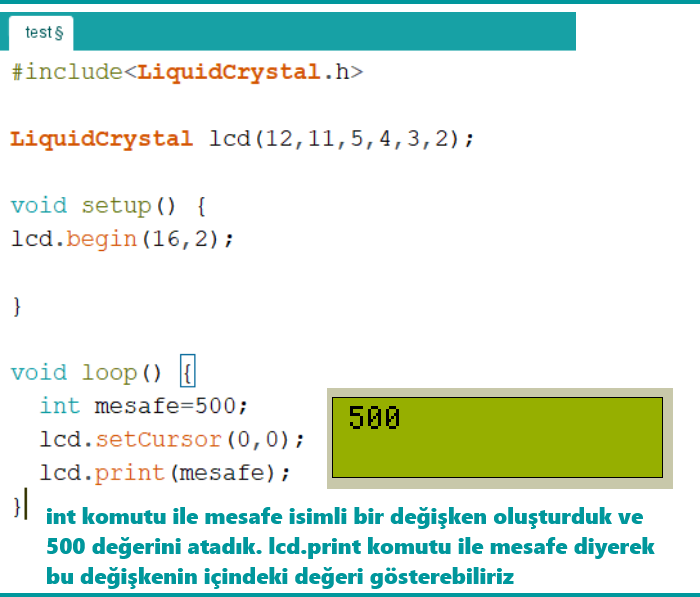 test§
#include<LiquidCrystal.h>
LiquidCrystal lcd(12,11,5,4,3,2);
void setup() {
lcd.begin(16,2);
}
void loop() {
int mesafe=500;
lcd.setCursor(0,0);
lcd.print(mesafe);
}
500
int komutu ile mesafe isimli bir değişken oluşturduk ve
500 değerini atadık. lcd.print komutu ile mesafe diyerek
bu değişkenin içindeki değeri gösterebiliriz